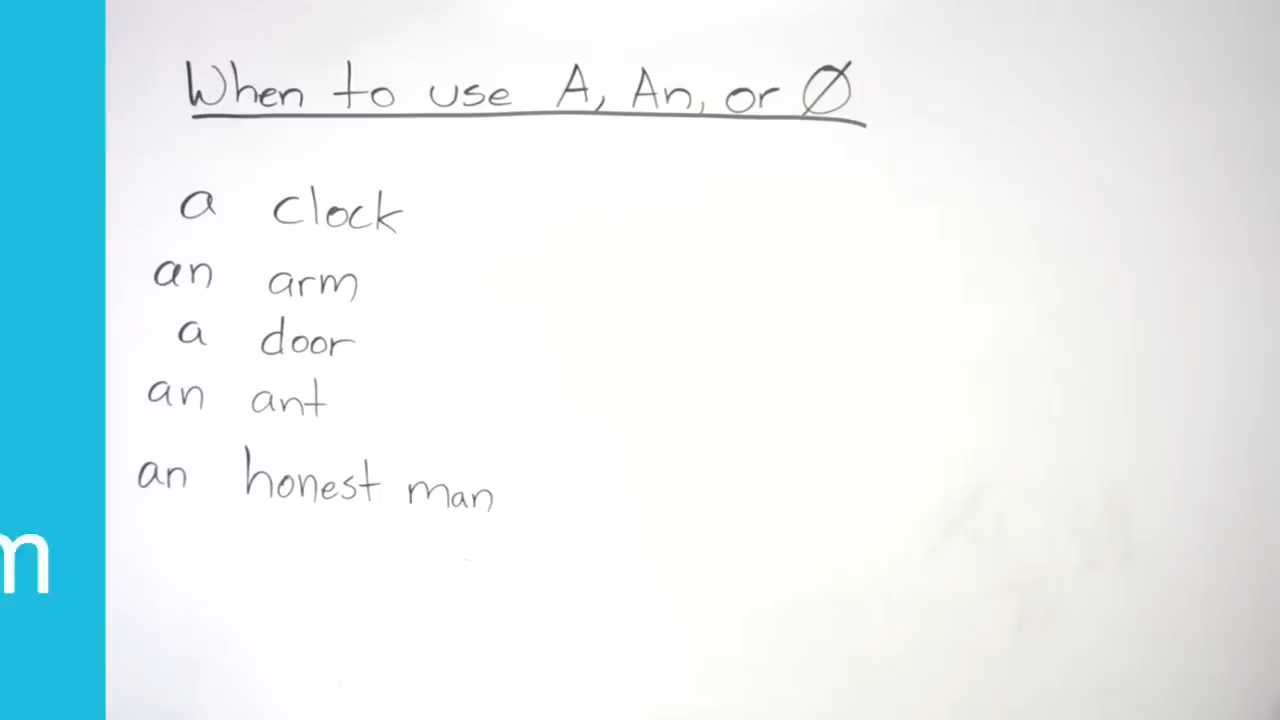 When to use A, An, or Ø
a clock
an arm
a door
an ant
an honest man
m